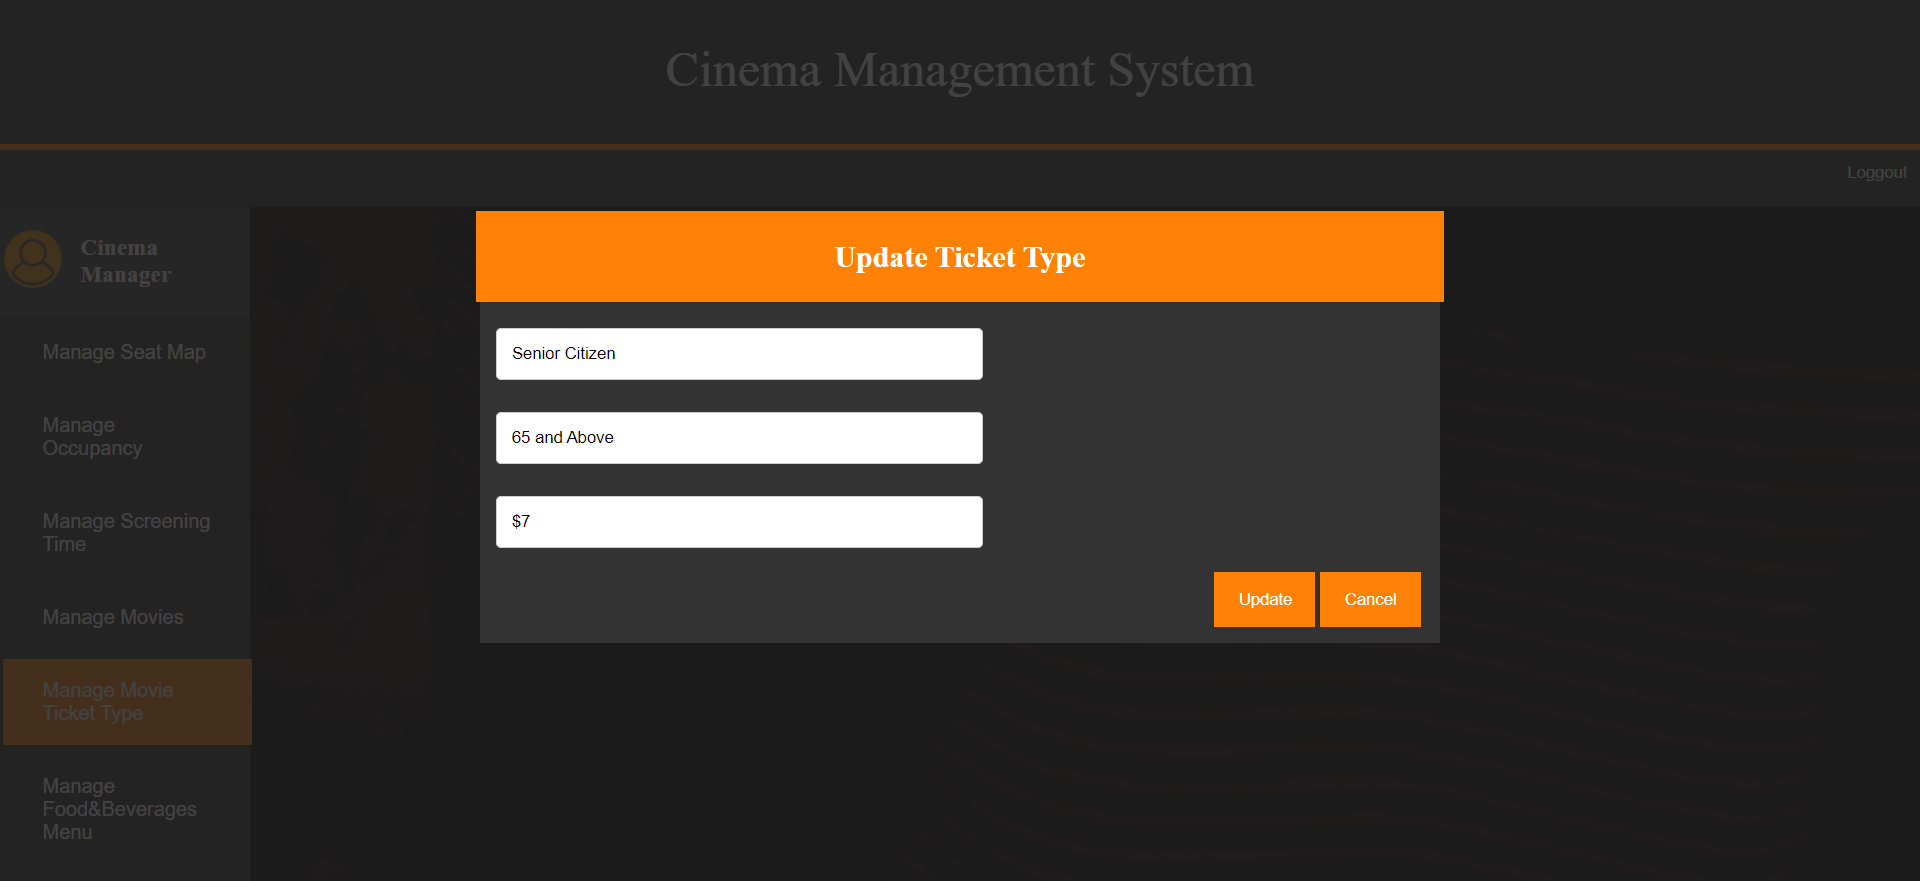 Cinema Management System
Loggout
Cinema
Manager
Manage Seat Map
Manage
Occupancy
Manage Screening
Time
Manage Movies
Manage Movie
Ticket Type
Manage
Food&Beverages
Menu
Update Ticket Type
Senior Citizen
65 and Above
$7
Update Cancel